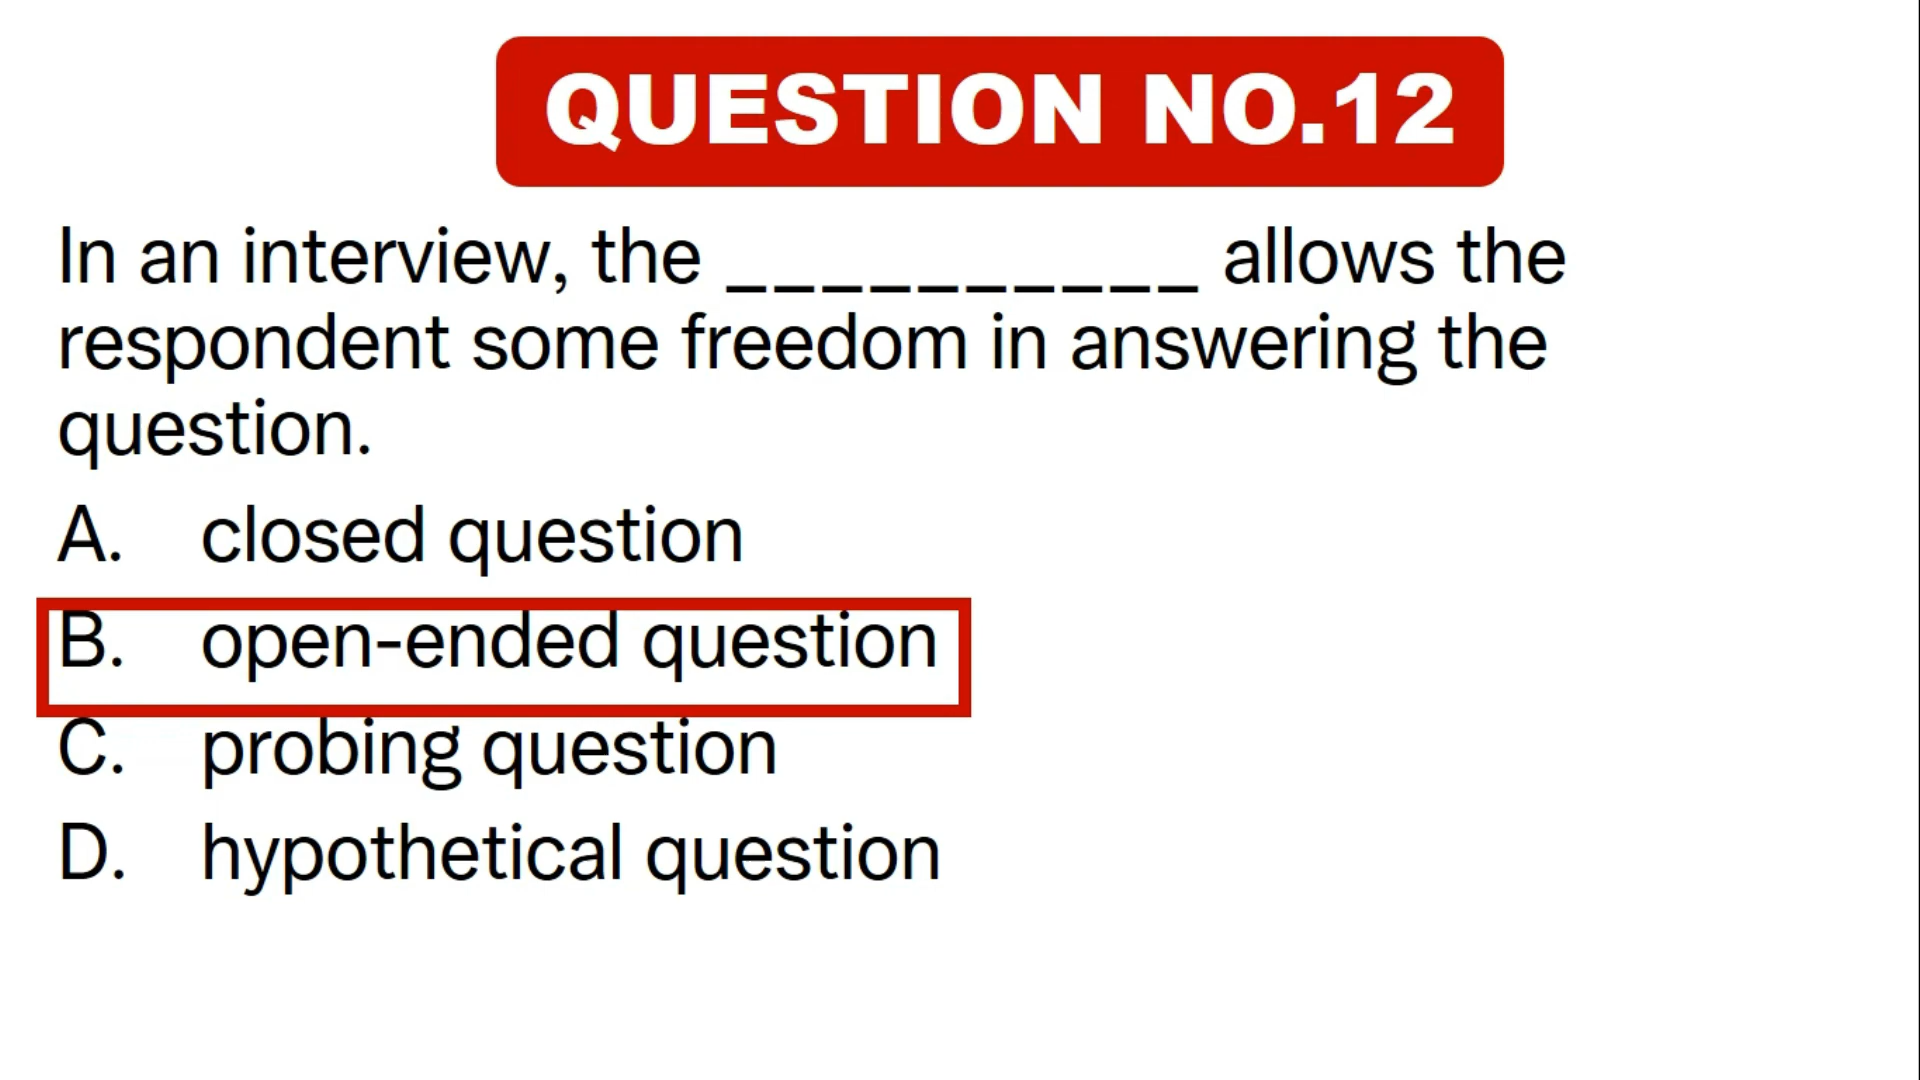 QUESTION NO.12
In an interview, the __________ allows the
respondent some freedom in answering the
question.
A. closed question
B. open-ended question
C. probing question
D. hypothetical question